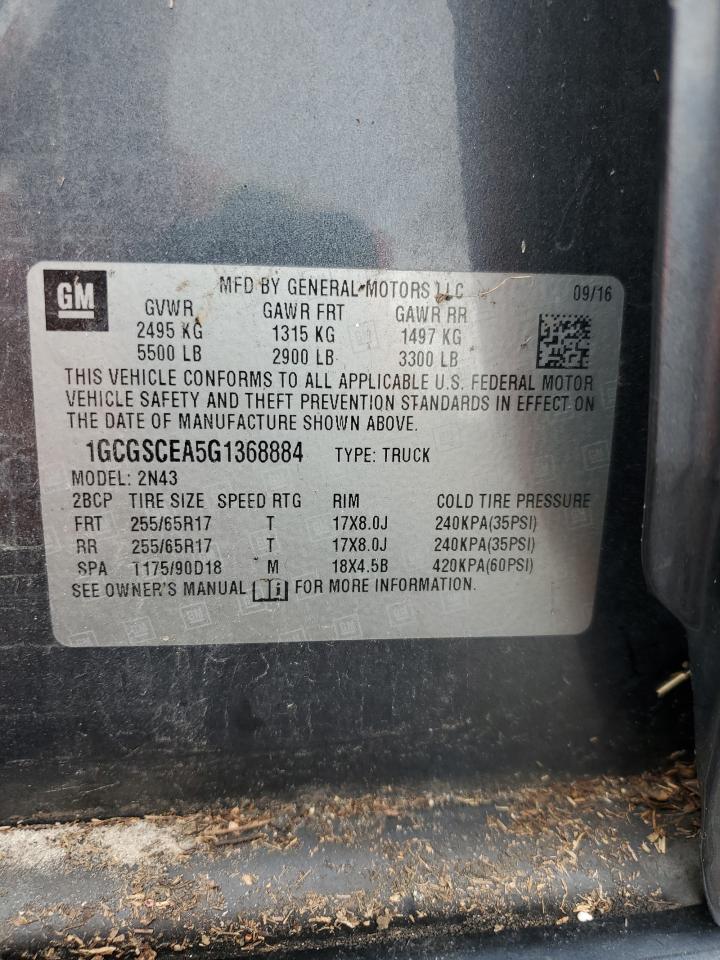 GM
MFD BY GENERAL MOTORS LLC 09/16
GVWR GAWR FRT GAWR RR
2495 KG 1315 KG 1497 KG
5500 LB 2900 LB 3300 LB
THIS VEHICLE CONFORMS TO ALL APPLICABLE U.S. FEDERAL MOTOR
VEHICLE SAFETY AND THEFT PREVENTION STANDARDS IN EFFECT ON
THE DATE OF MANUFACTURE SHOWN ABOVE.
1GCGSCEA5G1368884 TYPE: TRUCK
MODEL: 2N43
2BCP TIRE SIZE SPEED RTG RIM COLD TIRE PRESSURE
FRT 255/65R17 T 17X8.0J 240KPA(35PSI)
RR 255/65R17 T 17X8.0J 240KPA(35PSI)
SPA T175/90D18 M 18X4.5B 420KPA(60PSI)
SEE OWNER'S MANUAL i FOR MORE INFORMATION.